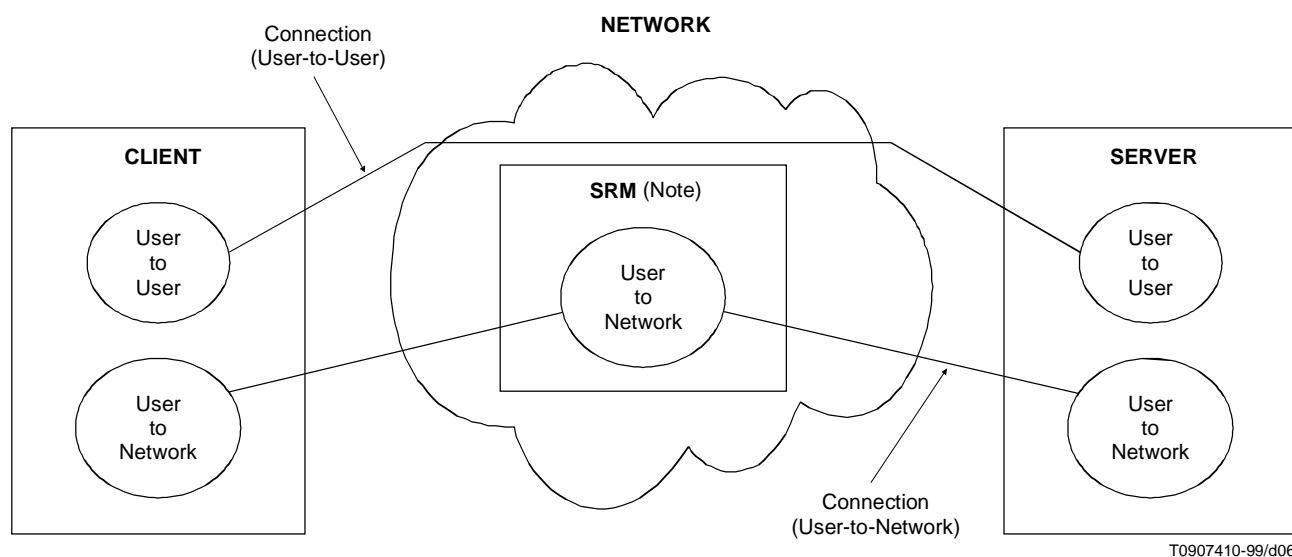 NETWORK
Connection
(User-to-User)
CLIENT
SERVER
SRM (Note)
User
to
User
User
to
Network
User
to
User
User
to
Network
User
to
Network
Connection
(User-to-Network)
T0907410-99/d06